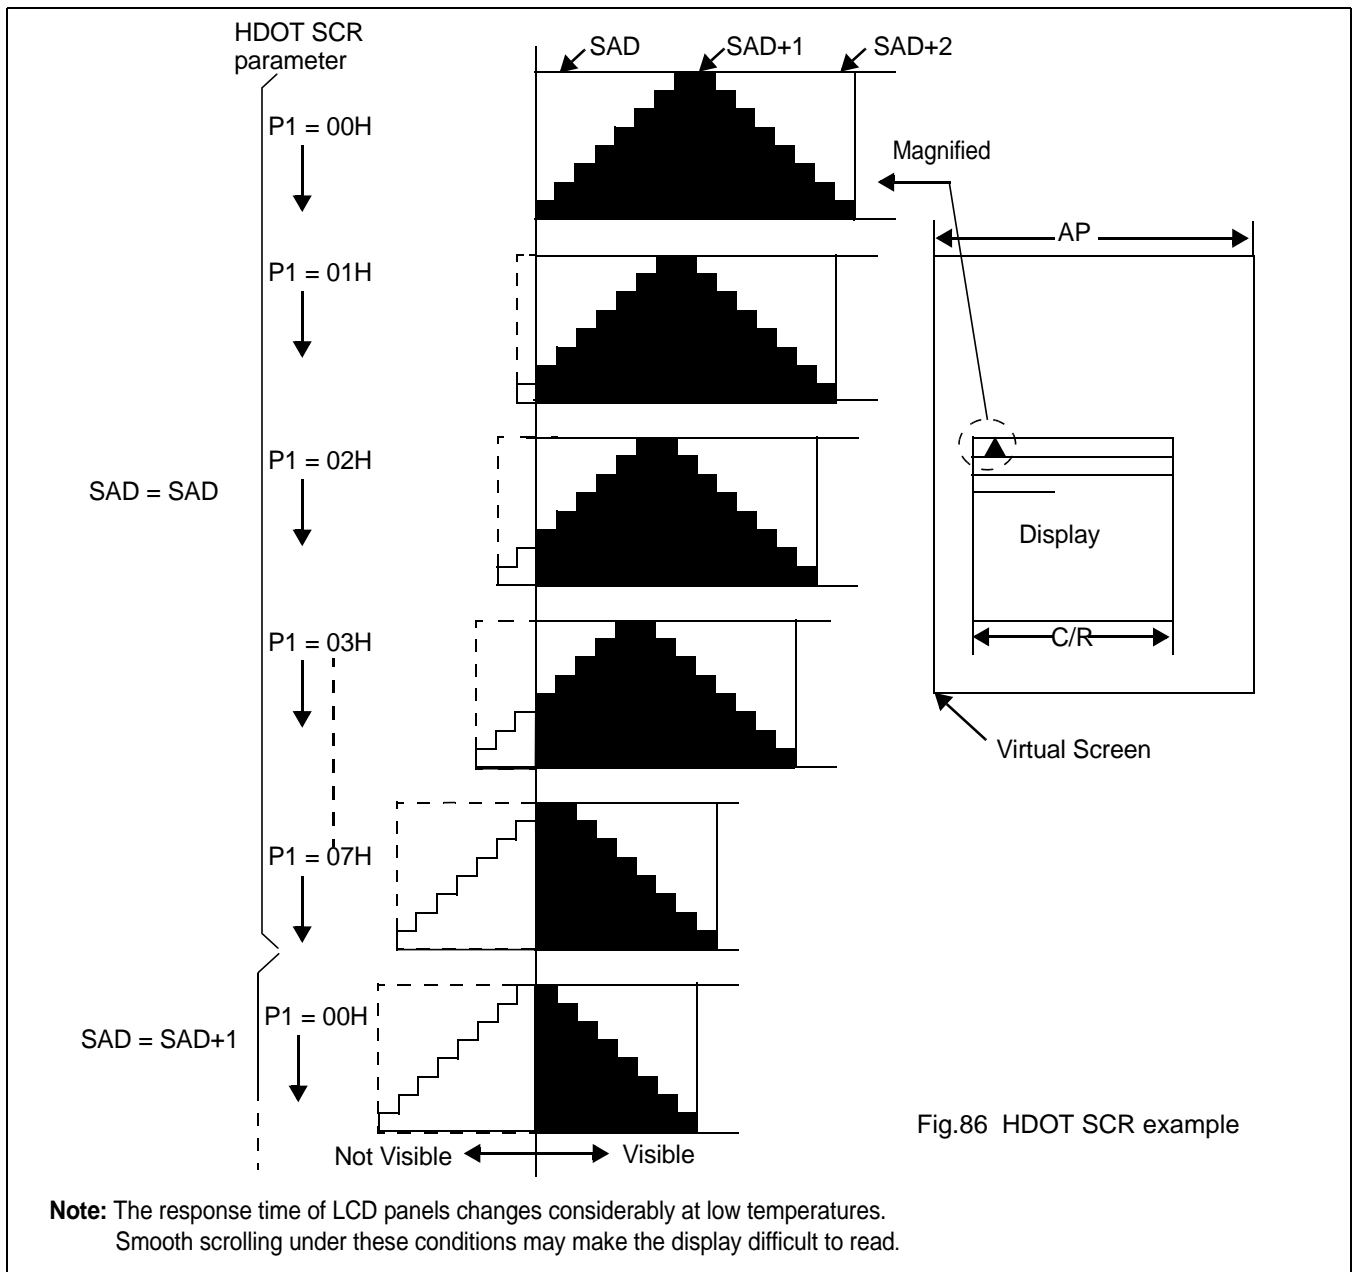 HDOT SCR
parameter
SAD
SAD+1
SAD+2
P1 = 00H
Magnified
AP
P1 = 01H
P1 = 02H
SAD = SAD
Display
P1 = 03H
C/R
Virtual Screen
P1 = 07H
P1 = 00H
SAD = SAD+1
Fig.86 HDOT SCR example
Not Visible
Visible
Note: The response time of LCD panels changes considerably at low temperatures.
Smooth scrolling under these conditions may make the display difficult to read.